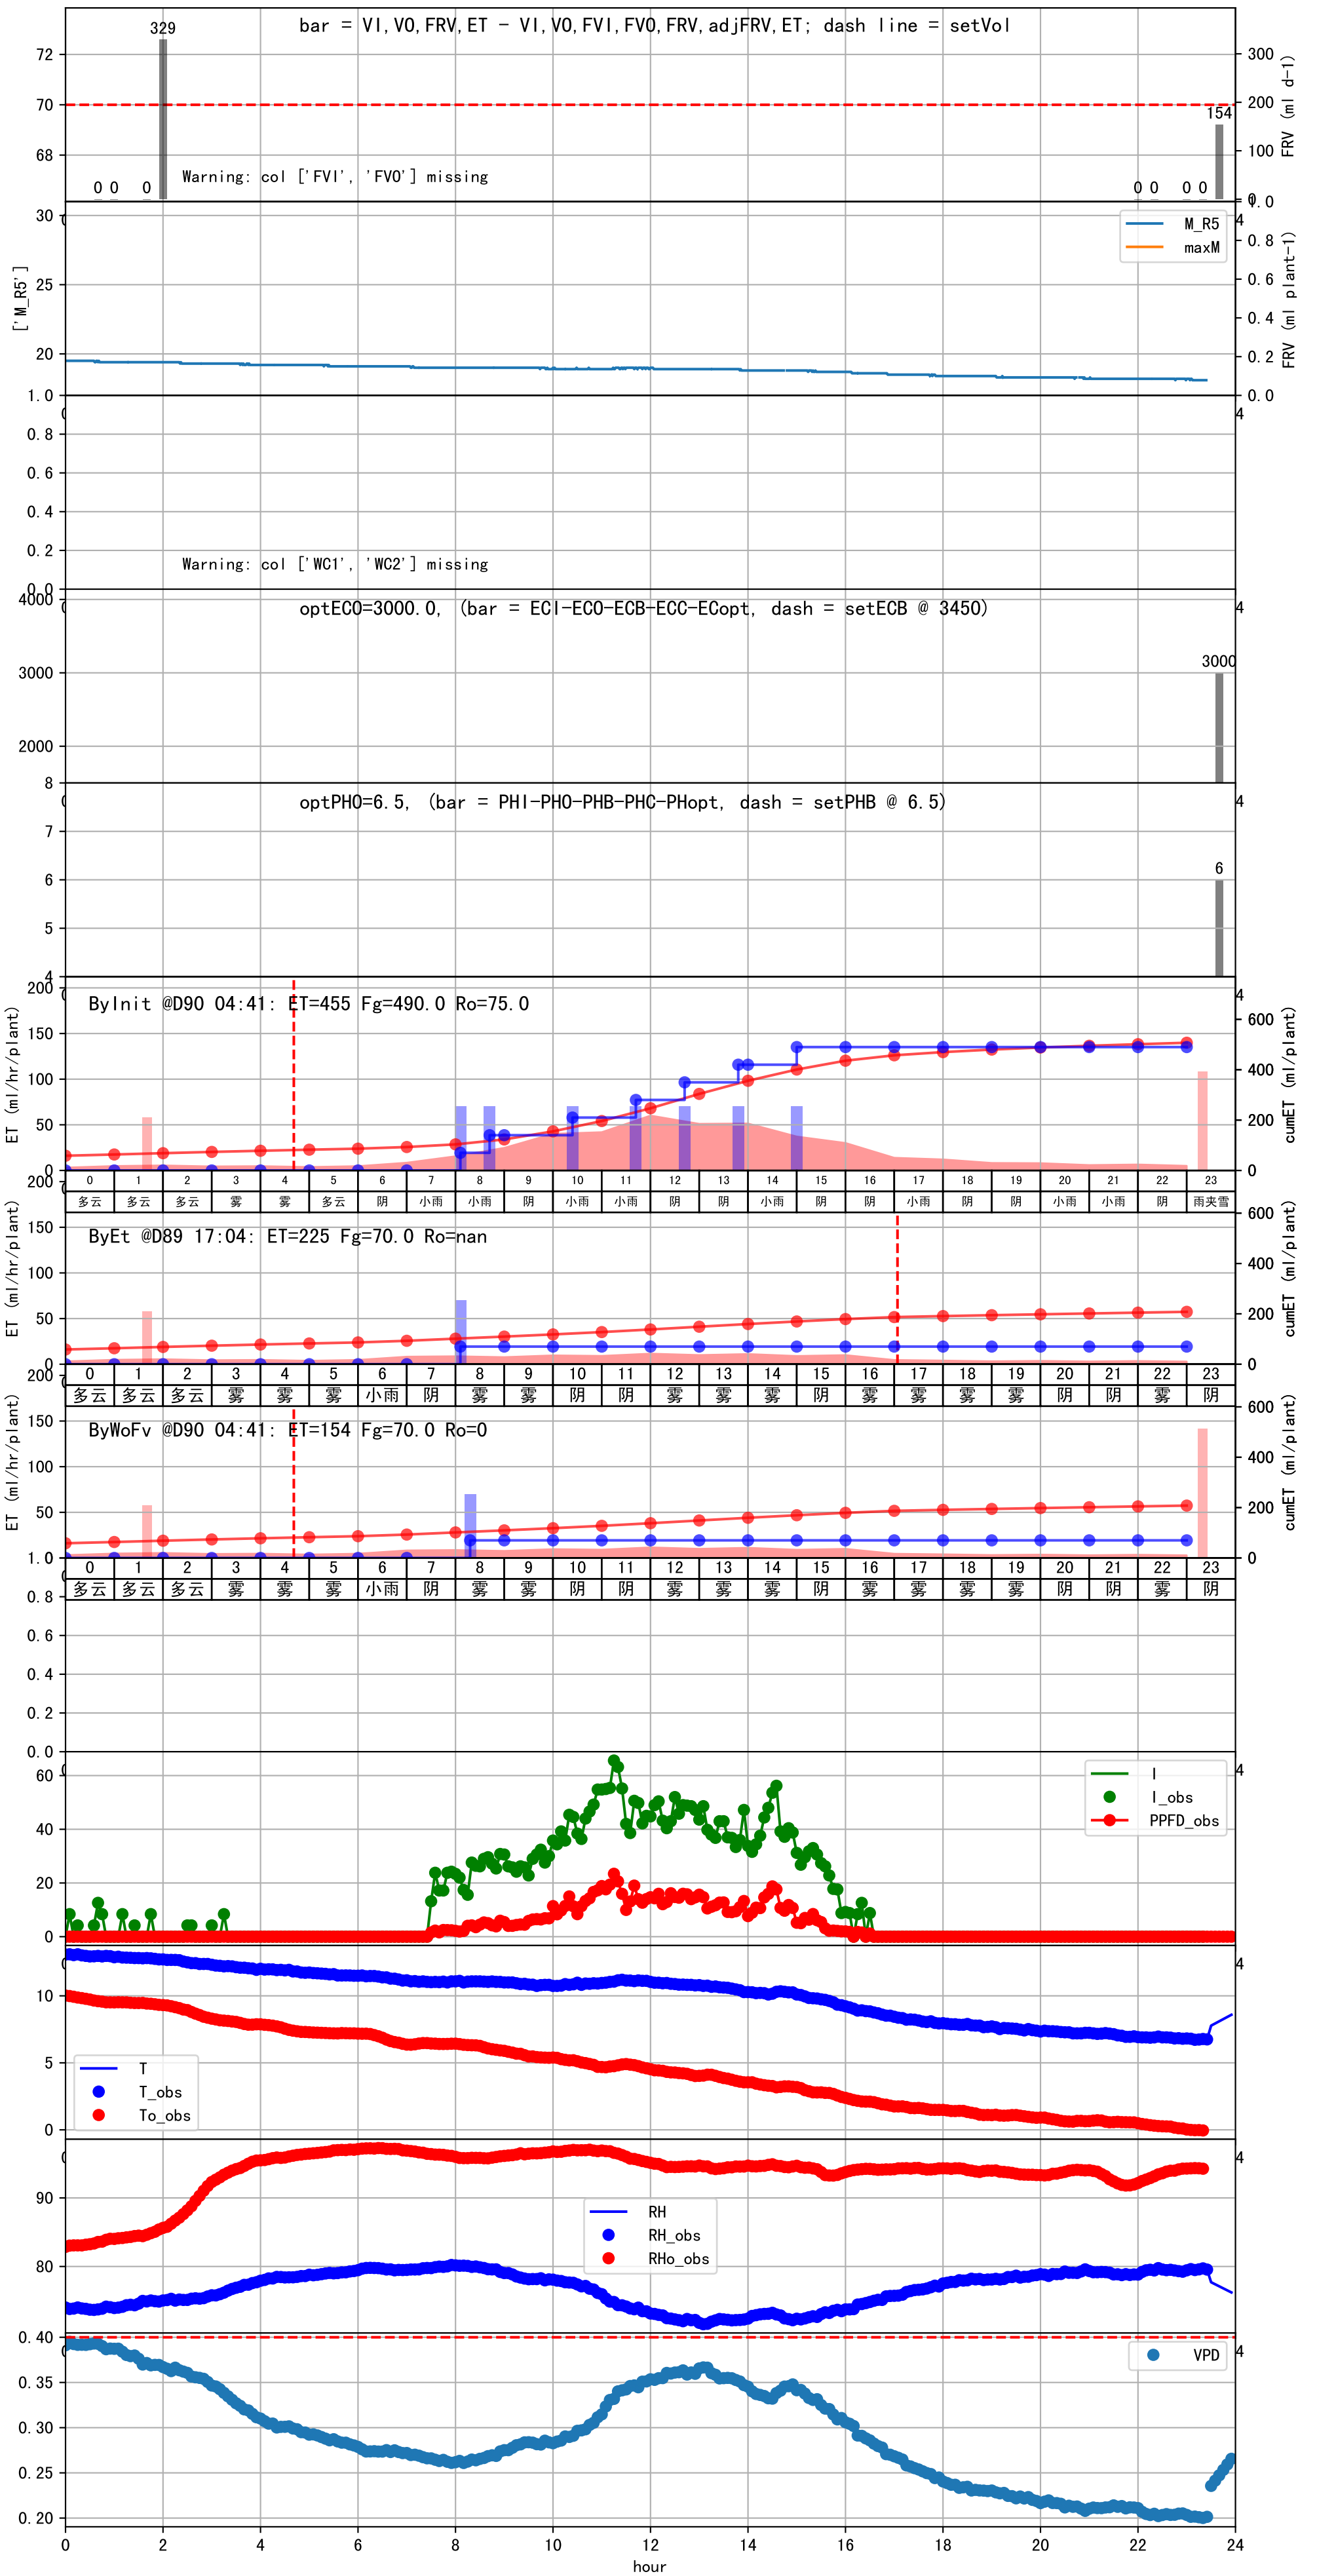 bar = VI,VO,FRV,ET - VI,VO,FVI,FVO,FRV,adjFRV,ET; dash line = setVol
329
154
0 0 0
0 0 0 0
Warning: col ['FVI', 'FVO'] missing
72
70
68
300
200
100
0
FRV (ml d-1)
30
25
20
['M_R5']
M_R5
maxM
1.0
0.8
0.6
0.4
0.2
0.0
FRV (ml plant-1)
1.0
0.8
0.6
0.4
0.2
0.0
Warning: col ['WC1', 'WC2'] missing
optECO=3000.0, (bar = ECI-ECO-ECB-ECC-ECopt, dash = setECB @ 3450)
4000
3000
2000
3000
optPHO=6.5, (bar = PHI-PHO-PHB-PHC-PHopt, dash = setPHB @ 6.5)
8
7
6
5
4
6
ByInit @D90 04:41: ET=455 Fg=490.0 Ro=75.0
200
150
100
50
0
ET (ml/hr/plant)
600
400
200
0
cumET (ml/plant)
0 1 2 3 4 5 6 7 8 9 10 11 12 13 14 15 16 17 18 19 20 21 22 23
多云 多云 多云 雾 雾 多云 阴 小雨 小雨 阴 小雨 小雨 阴 阴 小雨 阴 阴 小雨 阴 阴 小雨 小雨 阴 雨夹雪
ByEt @D89 17:04: ET=225 Fg=70.0 Ro=nan
200
150
100
50
0
ET (ml/hr/plant)
600
400
200
0
cumET (ml/plant)
0 1 2 3 4 5 6 7 8 9 10 11 12 13 14 15 16 17 18 19 20 21 22 23
多云 多云 多云 雾 雾 雾 小雨 阴 雾 雾 阴 阴 雾 雾 雾 阴 雾 雾 雾 雾 阴 阴 雾 阴
ByWoFv @D90 04:41: ET=154 Fg=70.0 Ro=0
200
150
100
50
ET (ml/hr/plant)
600
400
200
0
cumET (ml/plant)
0 1 2 3 4 5 6 7 8 9 10 11 12 13 14 15 16 17 18 19 20 21 22 23
多云 多云 多云 雾 雾 雾 小雨 阴 雾 雾 阴 阴 雾 雾 雾 阴 雾 雾 雾 雾 阴 阴 雾 阴
1.0
0.8
0.6
0.4
0.2
0.0
60
40
20
0
I
I_obs
PPFD_obs
10
5
0
T
T_obs
To_obs
90
80
RH
RH_obs
RHo_obs
0.40
0.35
0.30
0.25
0.20
VPD
0 2 4 6 8 10 12 14 16 18 20 22 24
hour